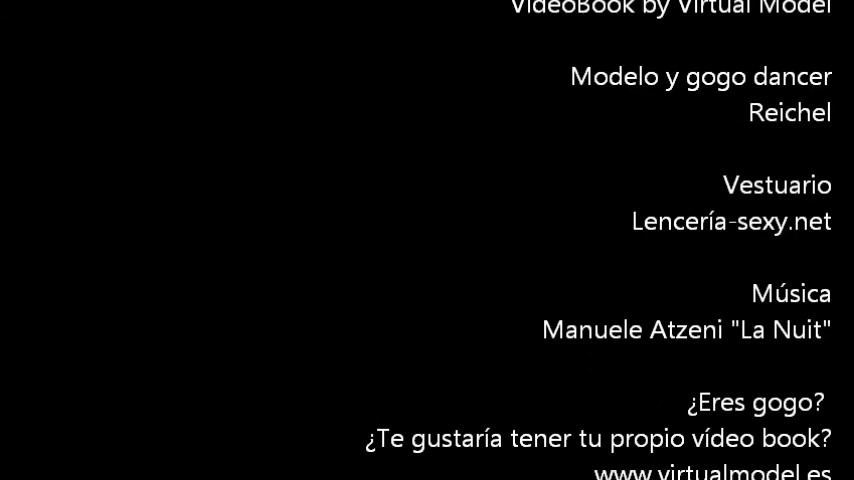 VideoBook by Virtual Model
Modelo y gogo dancer
Reichel
Vestuario
Lencería-sexy.net
Música
Manuele Atzeni "La Nuit"
¿Eres gogo?
¿Te gustaría tener tu propio vídeo book?
www.virtualmodel.es